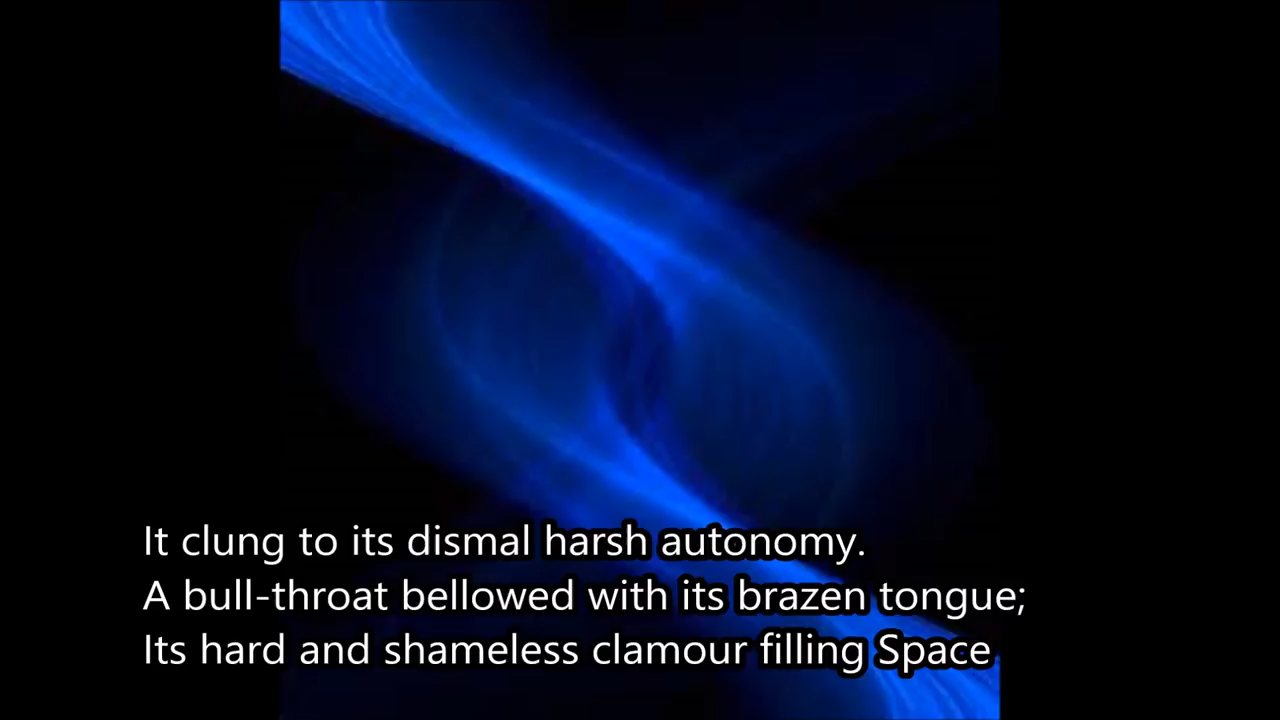 It clung to its dismal harsh autonomy.
A bull-throat bellowed with its brazen tongue;
Its hard and shameless clamour filling Space